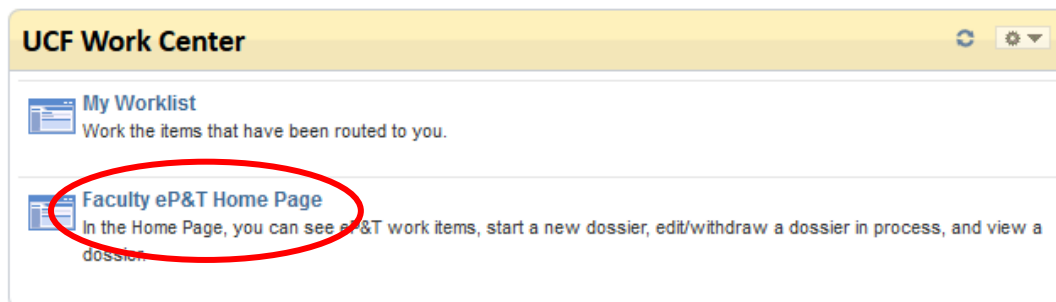 UCF Work Center
My Worklist
Work the items that have been routed to you.
Faculty eP&T Home Page
In the Home Page, you can see eP&T work items, start a new dossier, edit/withdraw a dossier in process, and view a
dossier.